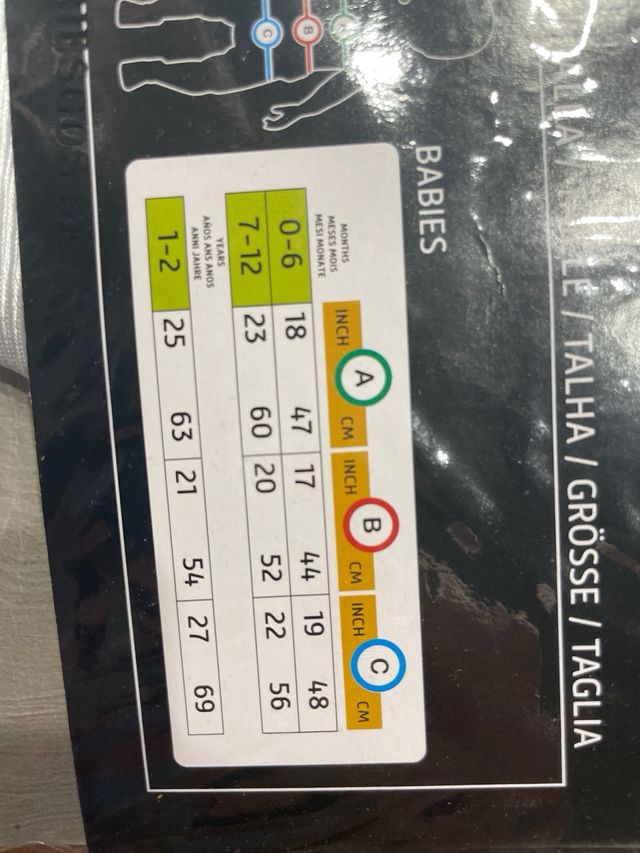 / TALHA / GRÖSSE / TAGLIA
A
B
C
BABIES
A B C
MONTHS
MESES MOIS
MESI MONATE
INCH CM INCH CM INCH CM
0-6 18 47 17 44 19 48
7-12 23 60 20 52 22 56
YEARS
AÑOS ANS ANOS
ANNI JAHRE
1-2 25 63 21 54 27 69